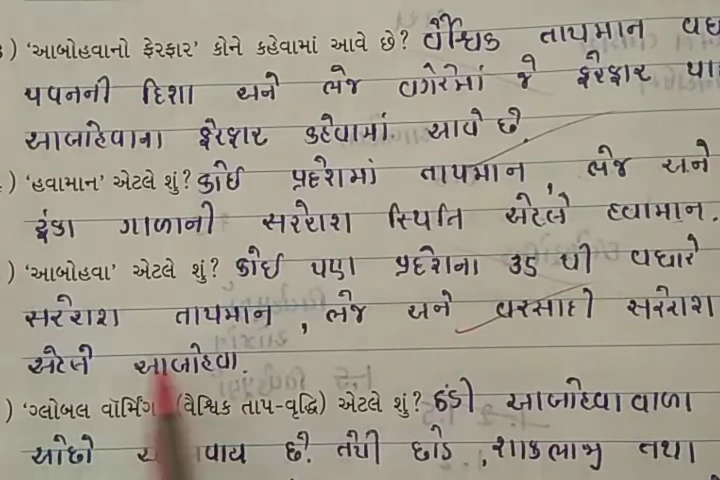 ) 'આબોહવાનો ફેરફાર' કોને કહેવામાં આવે છે? વૈશ્વિક તાપમાન
પવનની દિશા અને ભેજ વગેરેમાં જે ફેરફાર
આબોહવાના ફેરફાર કહેવામાં આવે છે.
) 'હવામાન' એટલે શું? કોઈ પ્રદેશમાં તાપમાન, ભેજ અને
ટૂંકા ગાળાની સરેરાશ સ્થિતિ એટલે હવામાન.
) 'આબોહવા' એટલે શું? કોઈ પણ પ્રદેશના ૩૬ થી વધારે
સરેરાશ તાપમાન, ભેજ અને વરસાદી સરેરાશ
એટલે આબોહવા.
) 'ગ્લોબલ વૉર્મિંગ' (વૈશ્વિક તાપ-વૃદ્ધિ) એટલે શું? ઠંડી આબોહવાવાળા
છે. તેથી છોડ, શાકભાજી તથા